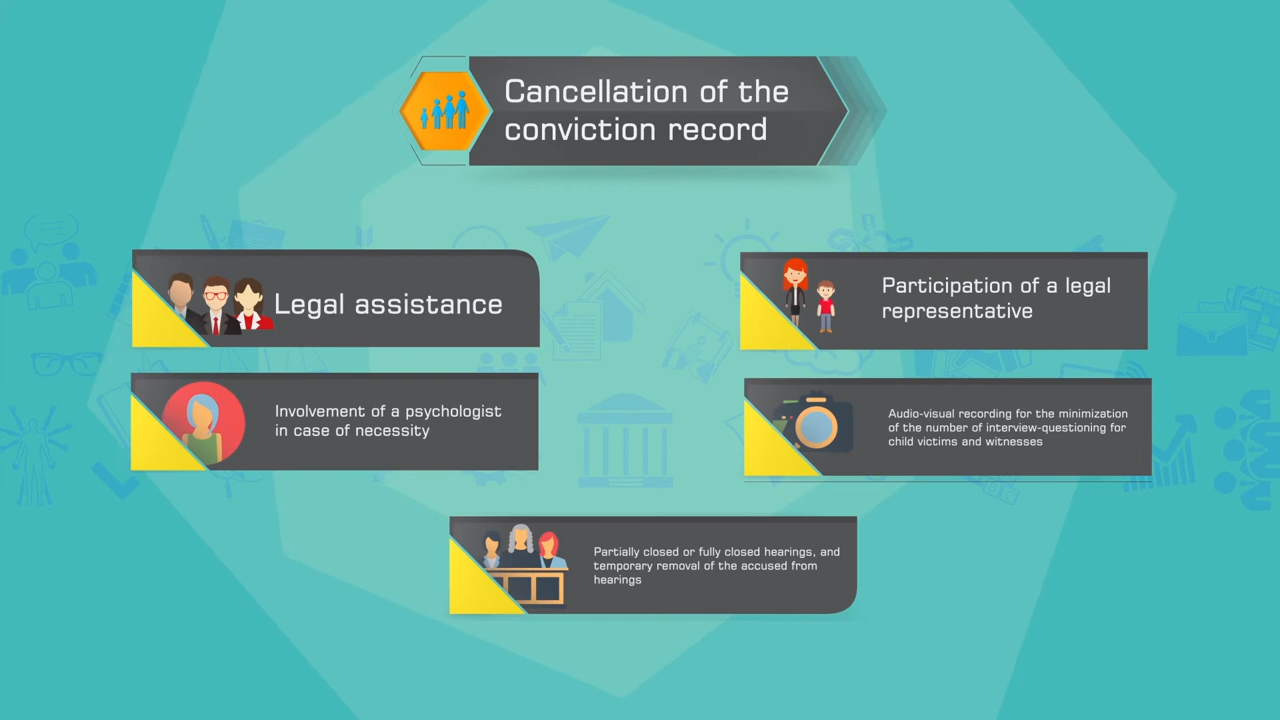 Cancellation of the
conviction record
Legal assistance
Participation of a legal
representative
Involvement of a psychologist
in case of necessity
Audio-visual recording for the minimization
of the number of interview-questioning for
child victims and witnesses
Partially closed or fully closed hearings, and
temporary removal of the accused from
hearings